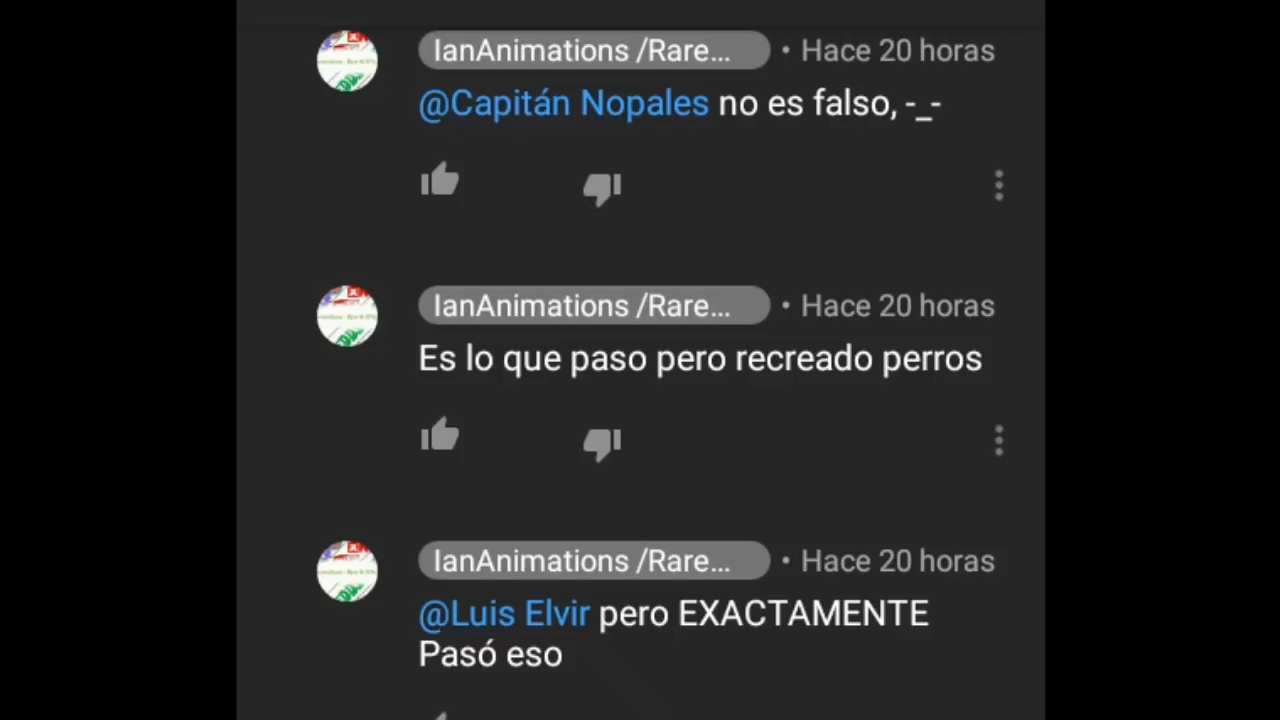 IanAnimations /Rare... • Hace 20 horas
@Capitán Nopales no es falso, -_-
IanAnimations /Rare... • Hace 20 horas
Es lo que paso pero recreado perros
IanAnimations /Rare... • Hace 20 horas
@Luis Elvir pero EXACTAMENTE
Pasó eso